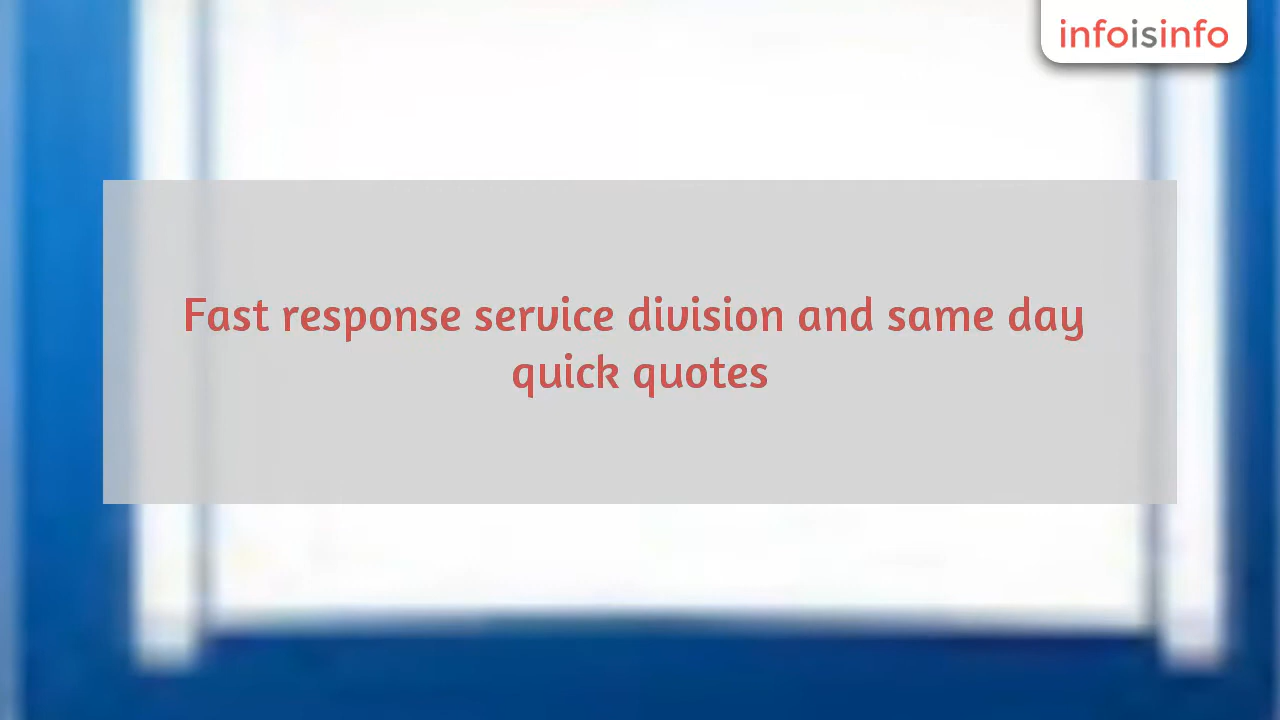 infoisinfo
Fast response service division and same day
quick quotes